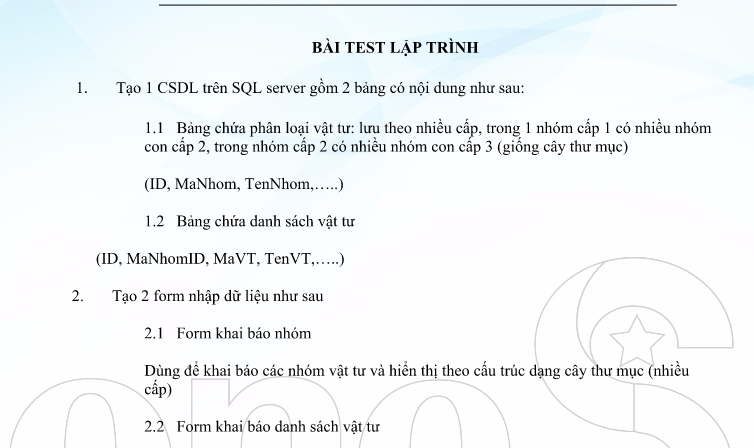 BÀI TEST LẬP TRÌNH
1. Tạo 1 CSDL trên SQL server gồm 2 bảng có nội dung như sau:
1.1 Bảng chứa phân loại vật tư: lưu theo nhiều cấp, trong 1 nhóm cấp 1 có nhiều nhóm
con cấp 2, trong nhóm cấp 2 có nhiều nhóm con cấp 3 (giống cây thư mục)
(ID, MaNhom, TenNhom,…..)
1.2 Bảng chứa danh sách vật tư
(ID, MaNhomID, MaVT, TenVT,…..)
2. Tạo 2 form nhập dữ liệu như sau
2.1 Form khai báo nhóm
Dùng để khai báo các nhóm vật tư và hiển thị theo cấu trúc dạng cây thư mục (nhiều
cấp)
2.2 Form khai báo danh sách vật tư